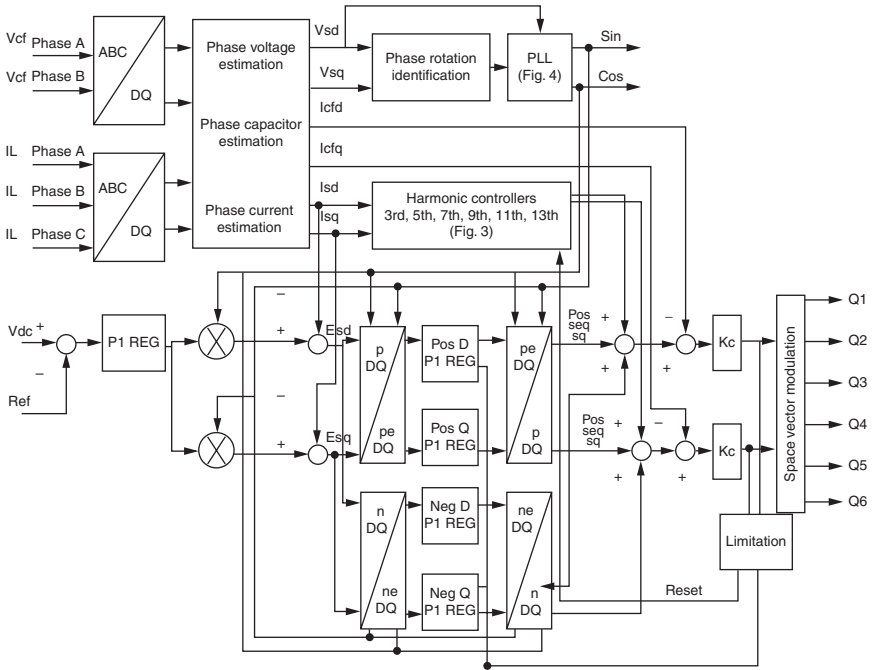 Vcf Phase A
Vcf Phase B
ABC
DQ
IL Phase A
IL Phase B
IL Phase C
ABC
DQ
Phase voltage
estimation
Phase capacitor
estimation
Phase current
estimation
Vsd
Vsq
Icfd
Icfq
Isd
Isq
Phase rotation
identification
PLL
(Fig. 4)
Sin
Cos
Harmonic controllers
3rd, 5th, 7th, 9th, 11th, 13th
(Fig. 3)
Vdc +
−
Ref
P1 REG
−
+
−
+
Esd
Esq
p
DQ
pe
DQ
Pos D
P1 REG
Pos Q
P1 REG
pe
DQ
p
DQ
Pos
seq
sq
+
+
−
+
Kc
Pos
seq
sq
+
+
−
+
Kc
n
DQ
ne
DQ
Neg D
P1 REG
Neg Q
P1 REG
ne
DQ
n
DQ
Space vector modulation
Q1
Q2
Q3
Q4
Q5
Q6
Limitation
Reset